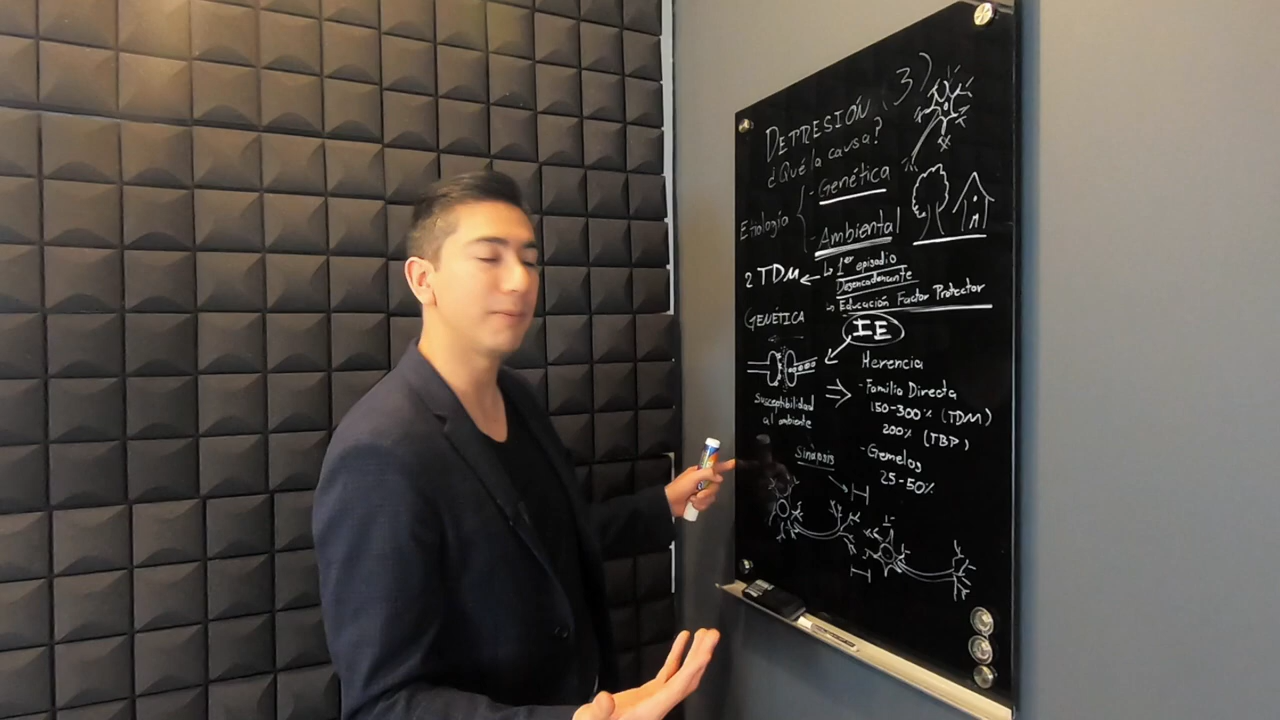 DEPRESIÓN (3)
¿Qué la causa?
Etiología
- Genética
- Ambiental
2 TDM ← ↳ 1er episodio
Desencadenante
↳ Educación Factor Protector
GENÉTICA
IE
Herencia
- Familia Directa
150-300% (TDM)
200% (TBP)
Susceptibilidad
al ambiente
- Gemelos
25-50%
Sinapsis